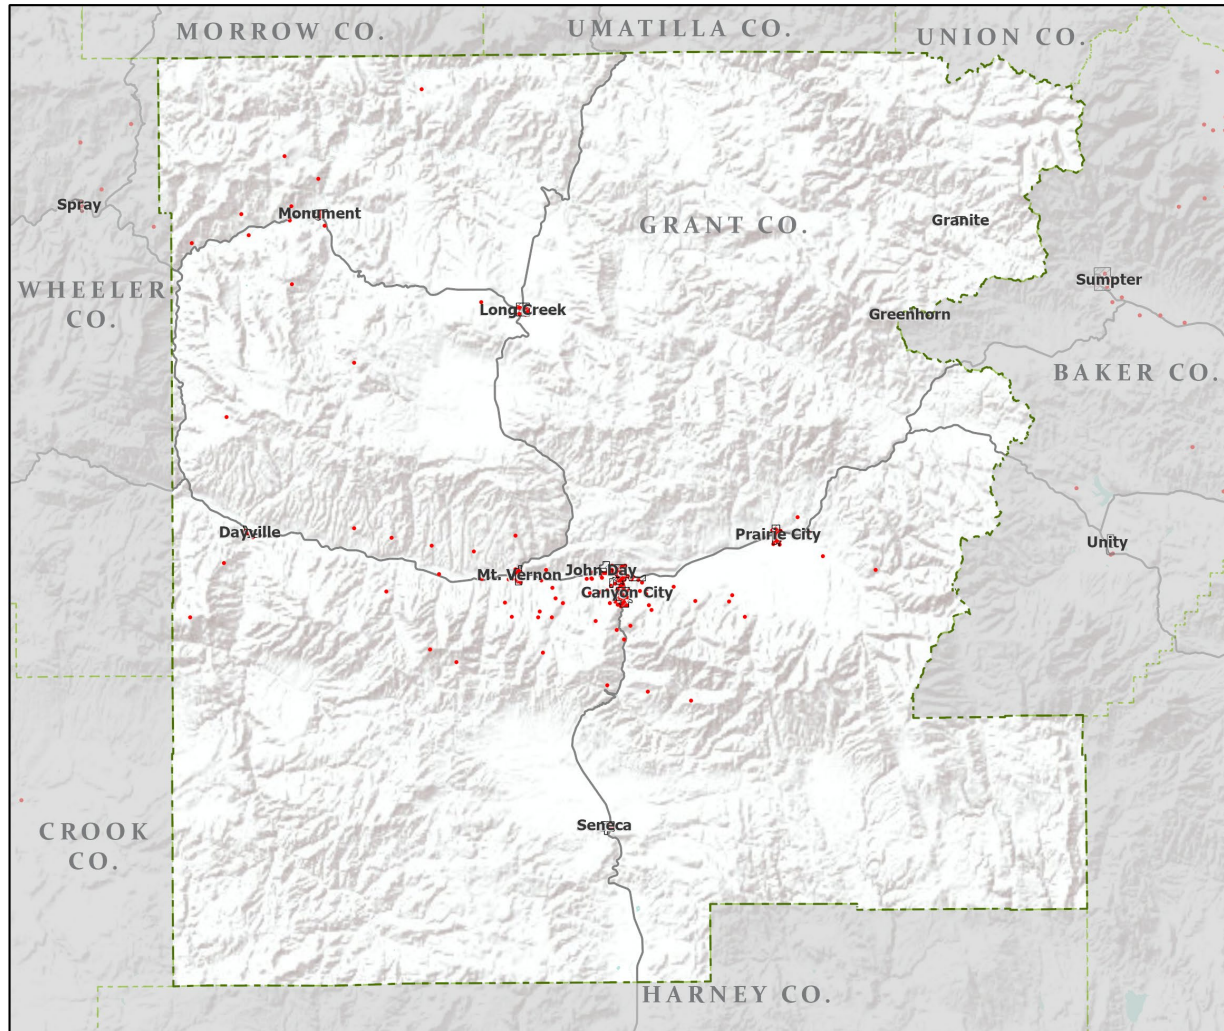 MORROW CO.
UMATILLA CO.
UNION CO.
Spray
Monument
GRANT CO.
Granite
WHEELER
CO.
Sumpter
Long Creek
Greenhorn
BAKER CO.
Dayville
Prairie City
Unity
Mt. Vernon
John Day
Canyon City
Seneca
CROOK
CO.
HARNEY CO.